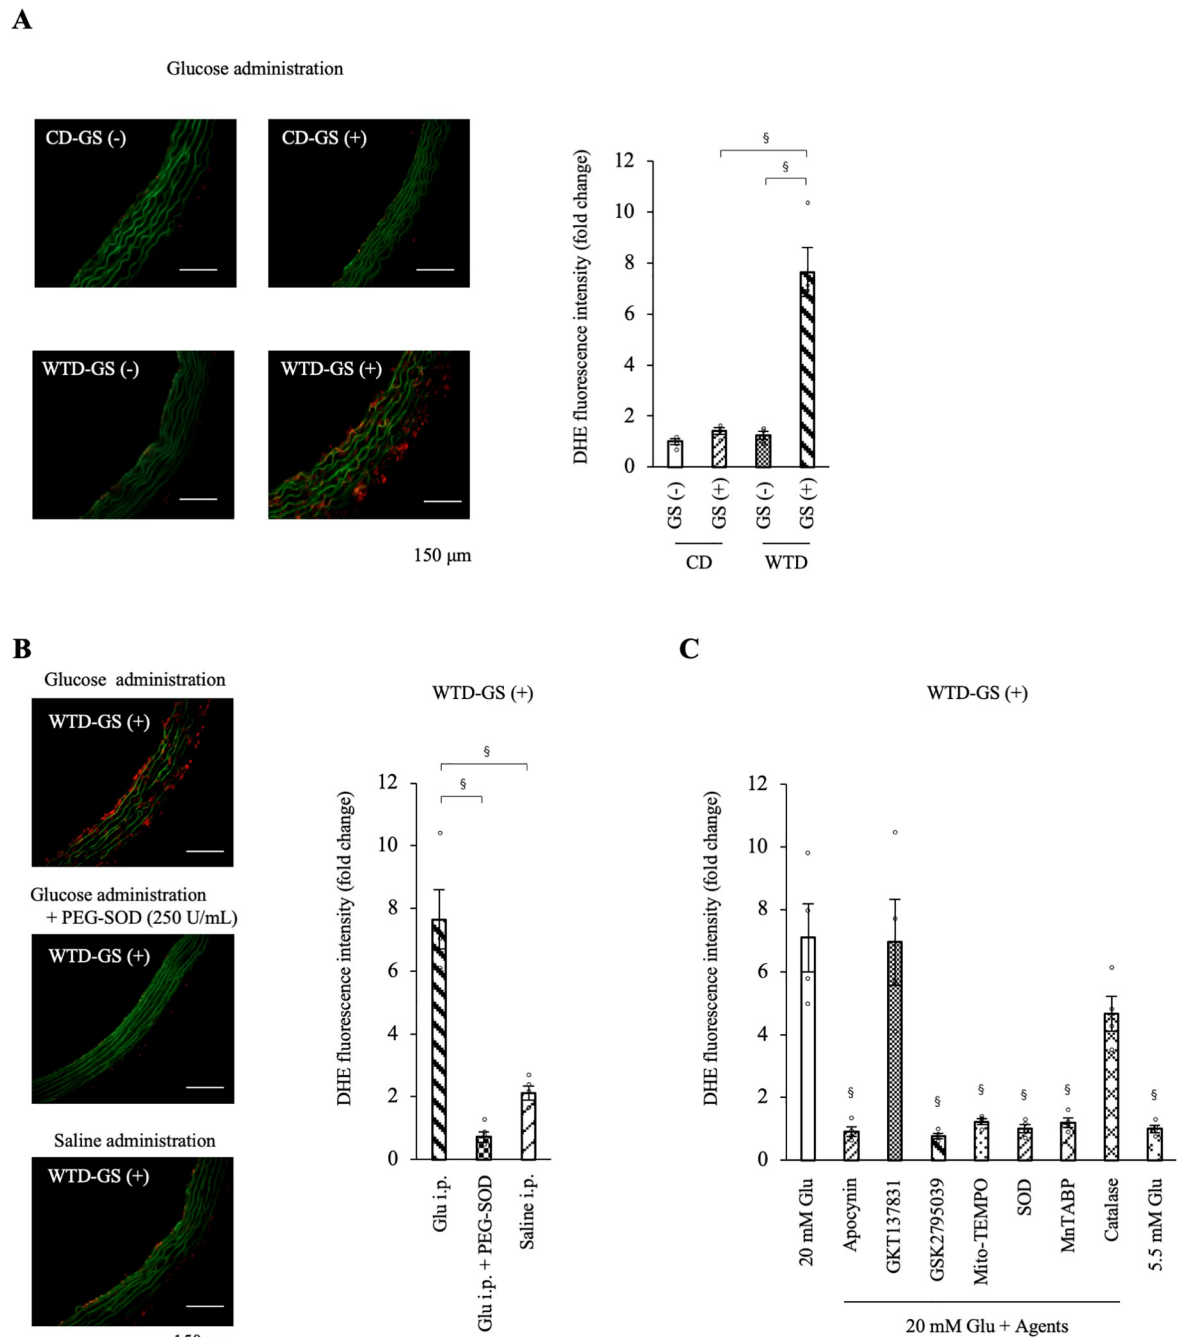 A
Glucose administration
CD-GS (-)
CD-GS (+)
WTD-GS (-)
WTD-GS (+)
150 μm
DHE fluorescence intensity (fold change)
12
10
8
6
4
2
0
§
§
GS (-)
GS (+)
GS (-)
GS (+)
CD
WTD
B
Glucose administration
WTD-GS (+)
Glucose administration
+ PEG-SOD (250 U/mL)
WTD-GS (+)
Saline administration
WTD-GS (+)
WTD-GS (+)
DHE fluorescence intensity (fold change)
12
10
8
6
4
2
0
§
§
Glu i.p.
Glu i.p. + PEG-SOD
Saline i.p.
C
WTD-GS (+)
DHE fluorescence intensity (fold change)
12
10
8
6
4
2
0
§
§
§
§
§
§
20 mM Glu
Apocynin
GKT137831
GSK2795039
Mito-TEMPO
SOD
MnTABP
Catalase
5.5 mM Glu
20 mM Glu + Agents